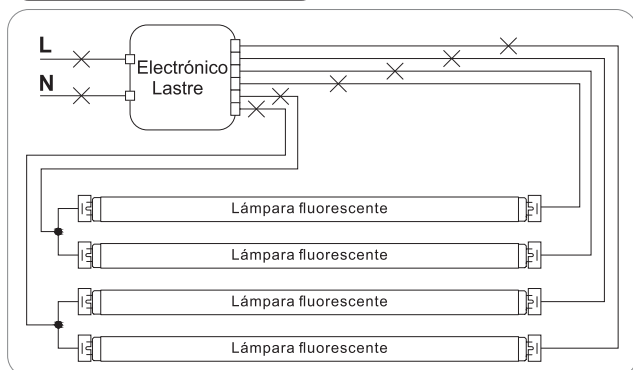 L
N
Electrónico
Lastre
Lámpara fluorescente
Lámpara fluorescente
Lámpara fluorescente
Lámpara fluorescente